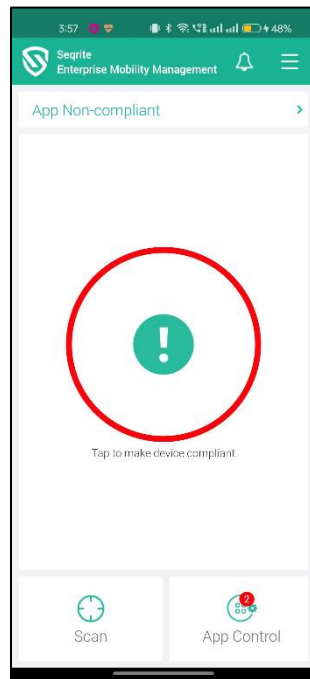 3:57
48%
Seqrite
Enterprise Mobility Management
App Non-compliant
!
Tap to make device compliant
2
Scan
App Control